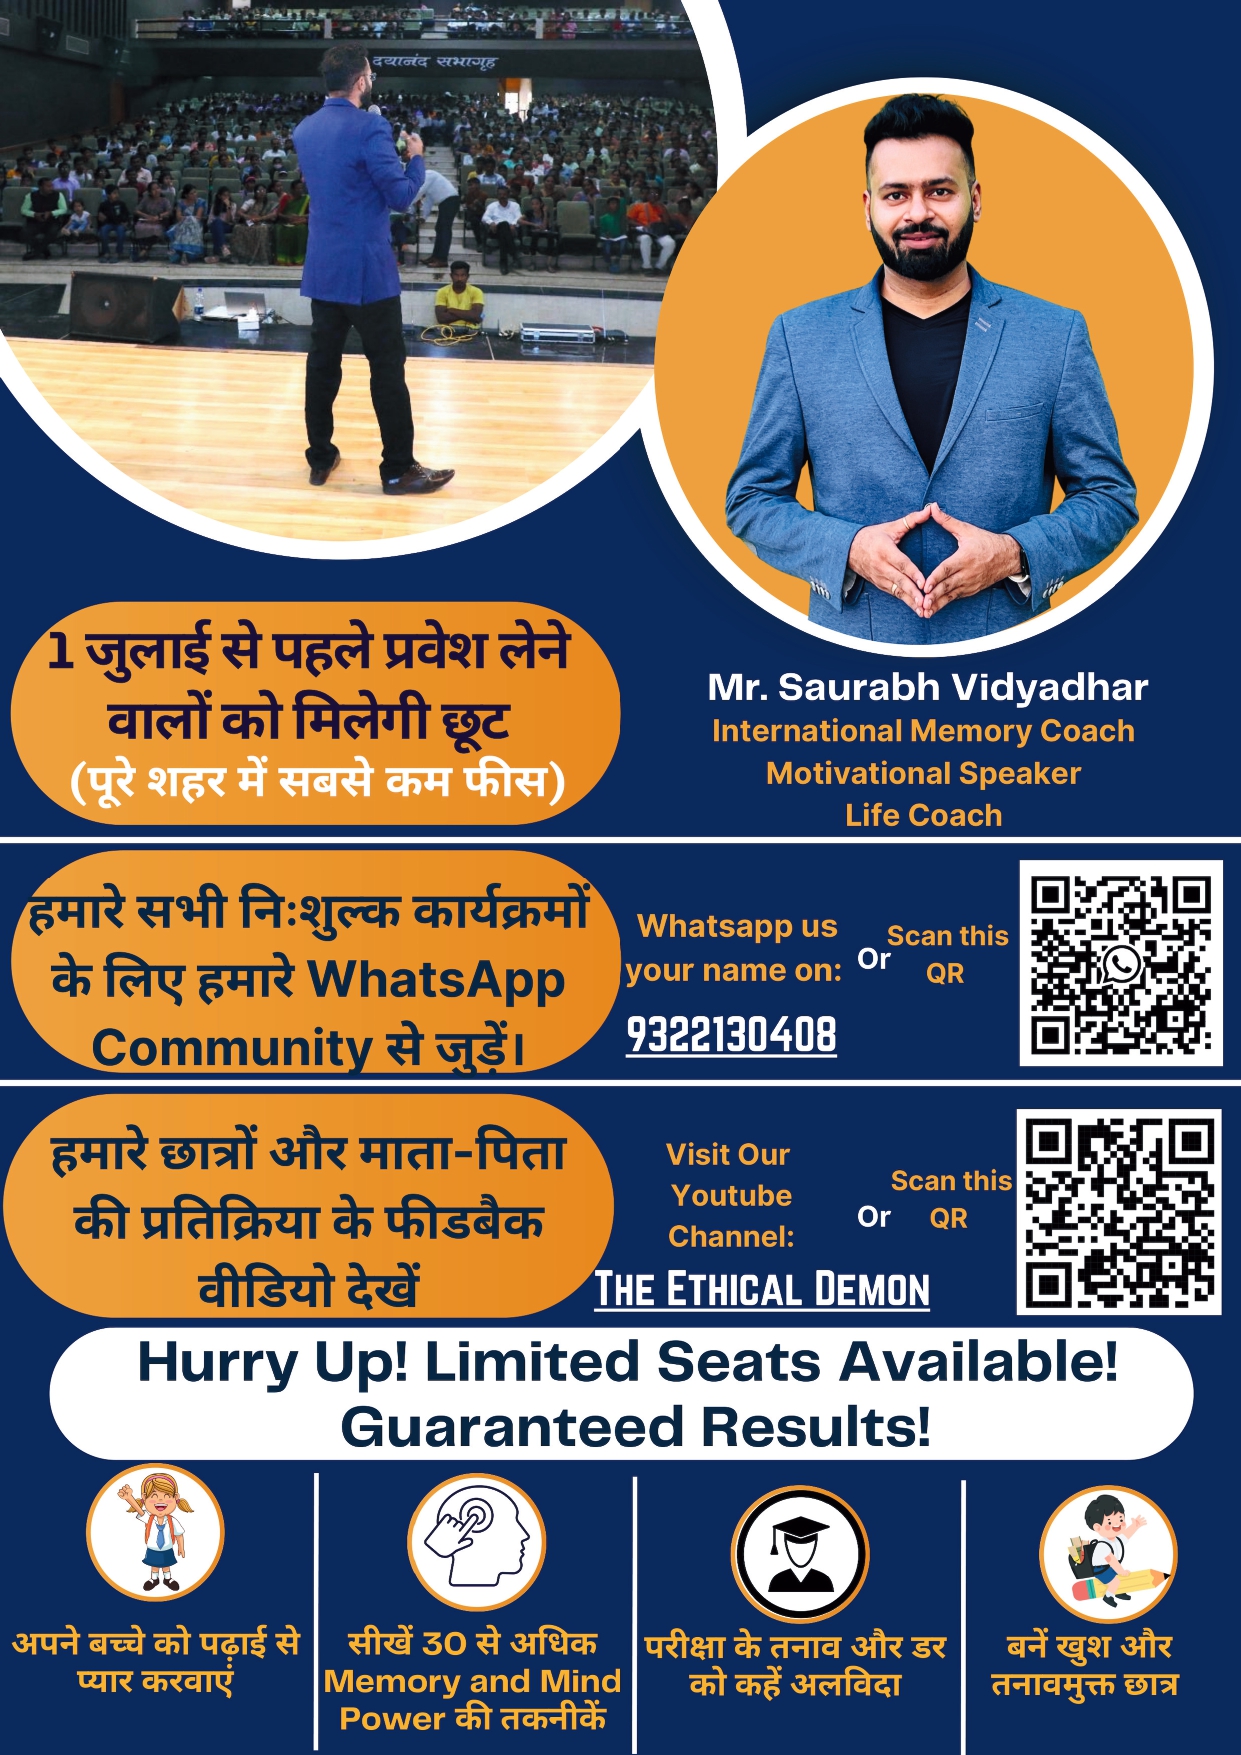 दयानंद सभागृह
Mr. Saurabh Vidyadhar
International Memory Coach
Motivational Speaker
Life Coach
1 जुलाई से पहले प्रवेश लेने
वालों को मिलेगी छूट
(पूरे शहर में सबसे कम फीस)
हमारे सभी निःशुल्क कार्यक्रमों
के लिए हमारे WhatsApp
Community से जुड़ें।
Whatsapp us
your name on:
9322130408
Or
Scan this
QR
हमारे छात्रों और माता-पिता
की प्रतिक्रिया के फीडबैक
वीडियो देखें
Visit Our
Youtube
Channel:
The Ethical Demon
Or
Scan this
QR
Hurry Up! Limited Seats Available!
Guaranteed Results!
अपने बच्चे को पढ़ाई से
प्यार करवाएं
सीखें 30 से अधिक
Memory and Mind
Power की तकनीकें
परीक्षा के तनाव और डर
को कहें अलविदा
बनें खुश और
तनावमुक्त छात्र